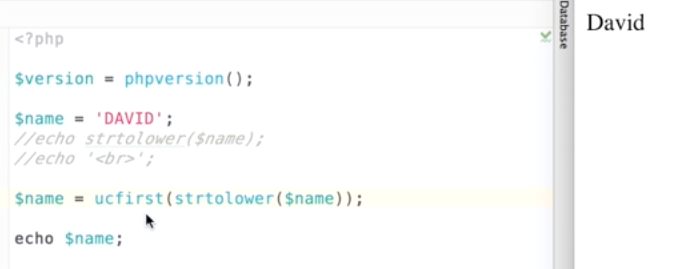 <?php
$version = phpversion();
$name = 'DAVID';
//echo strtolower($name);
//echo '<br>';
$name = ucfirst(strtolower($name));
echo $name;
Database
David